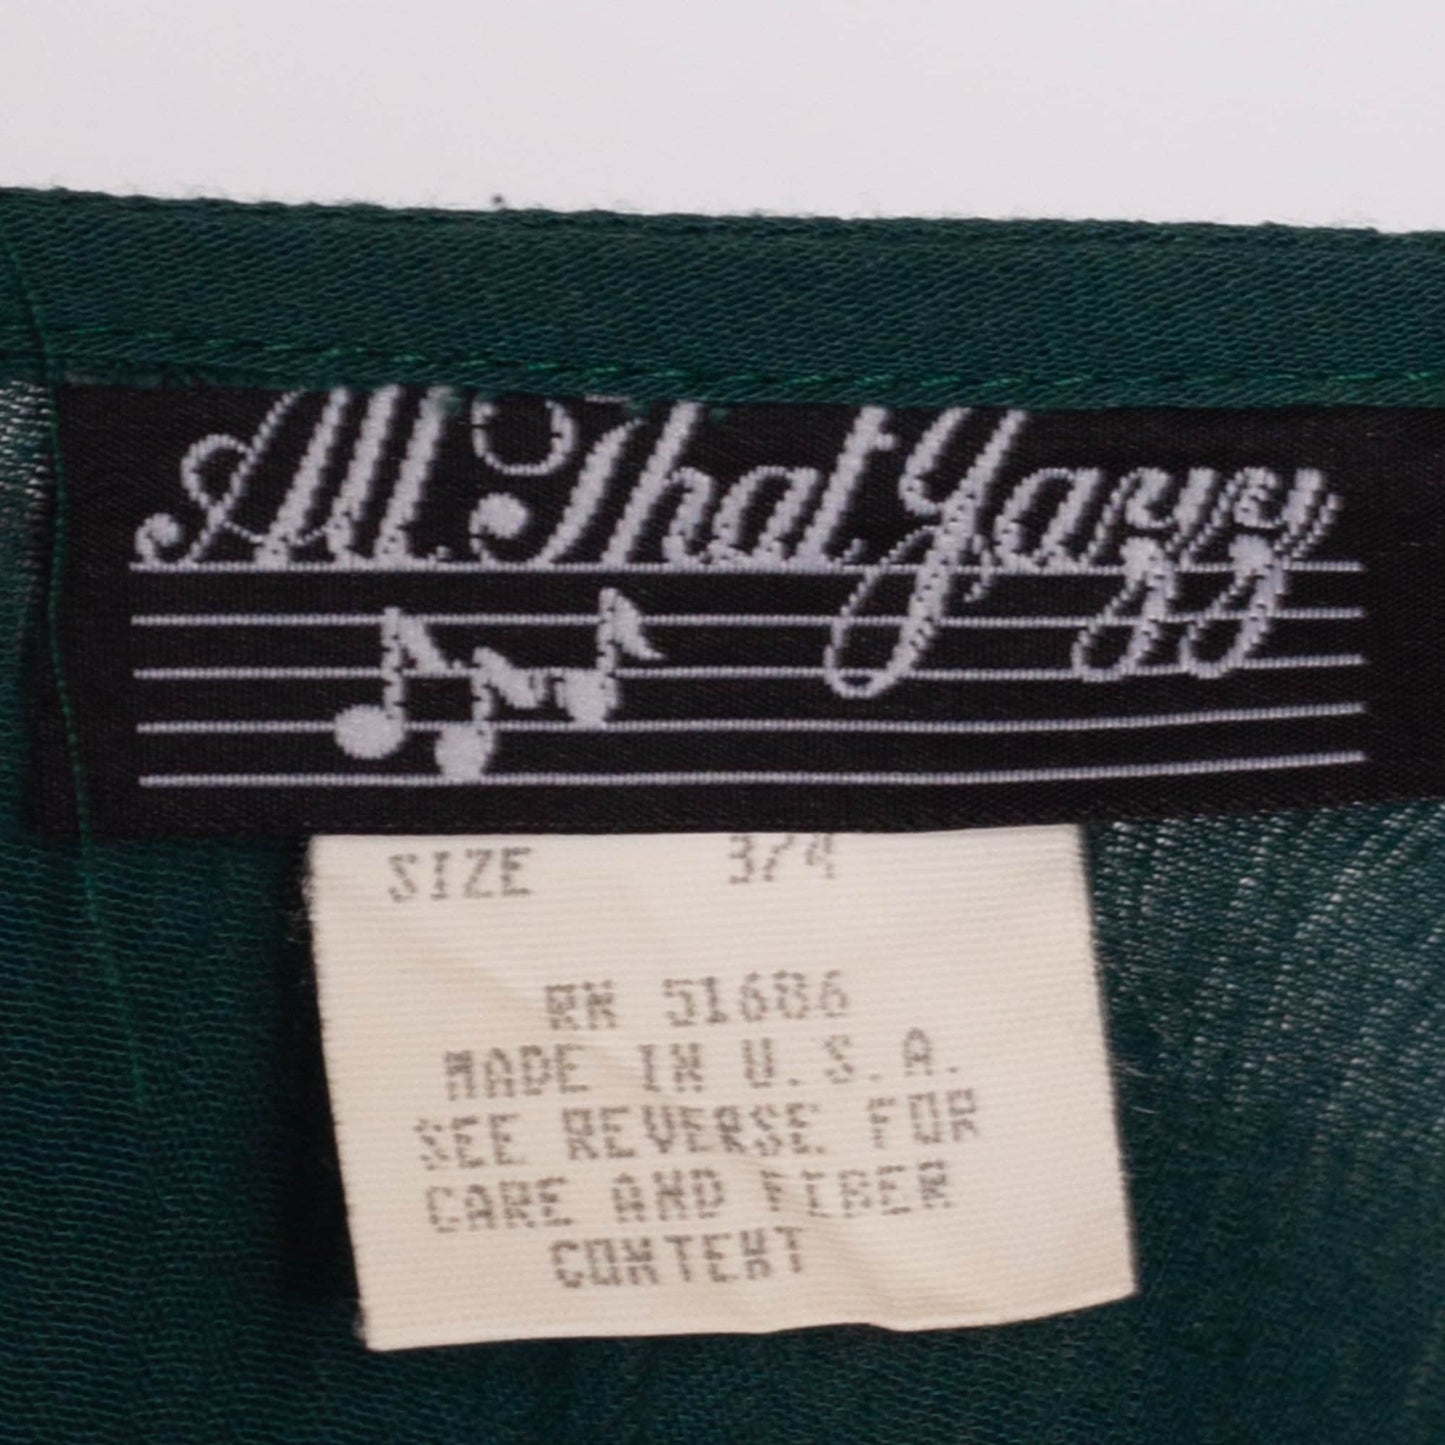 All That Jazz
SIZE 3/4
RN 51686
MADE IN U.S.A.
SEE REVERSE FOR
CARE AND FIBER
CONTENT